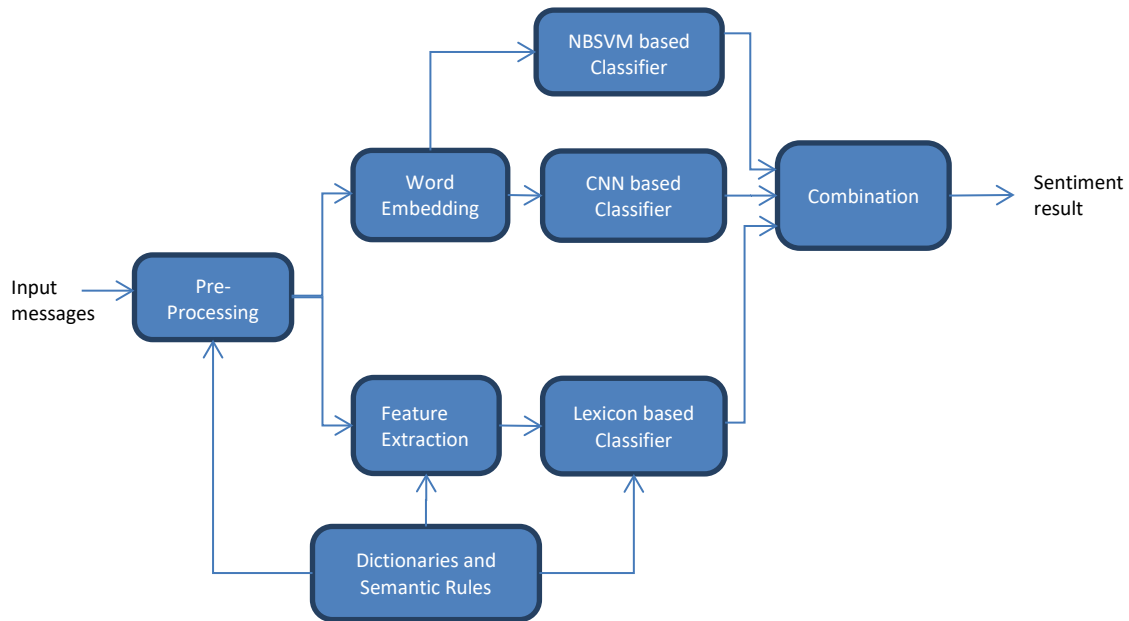 NBSVM based
Classifier
Word
Embedding
CNN based
Classifier
Combination
Sentiment
result
Input
messages
Pre-
Processing
Feature
Extraction
Lexicon based
Classifier
Dictionaries and
Semantic Rules